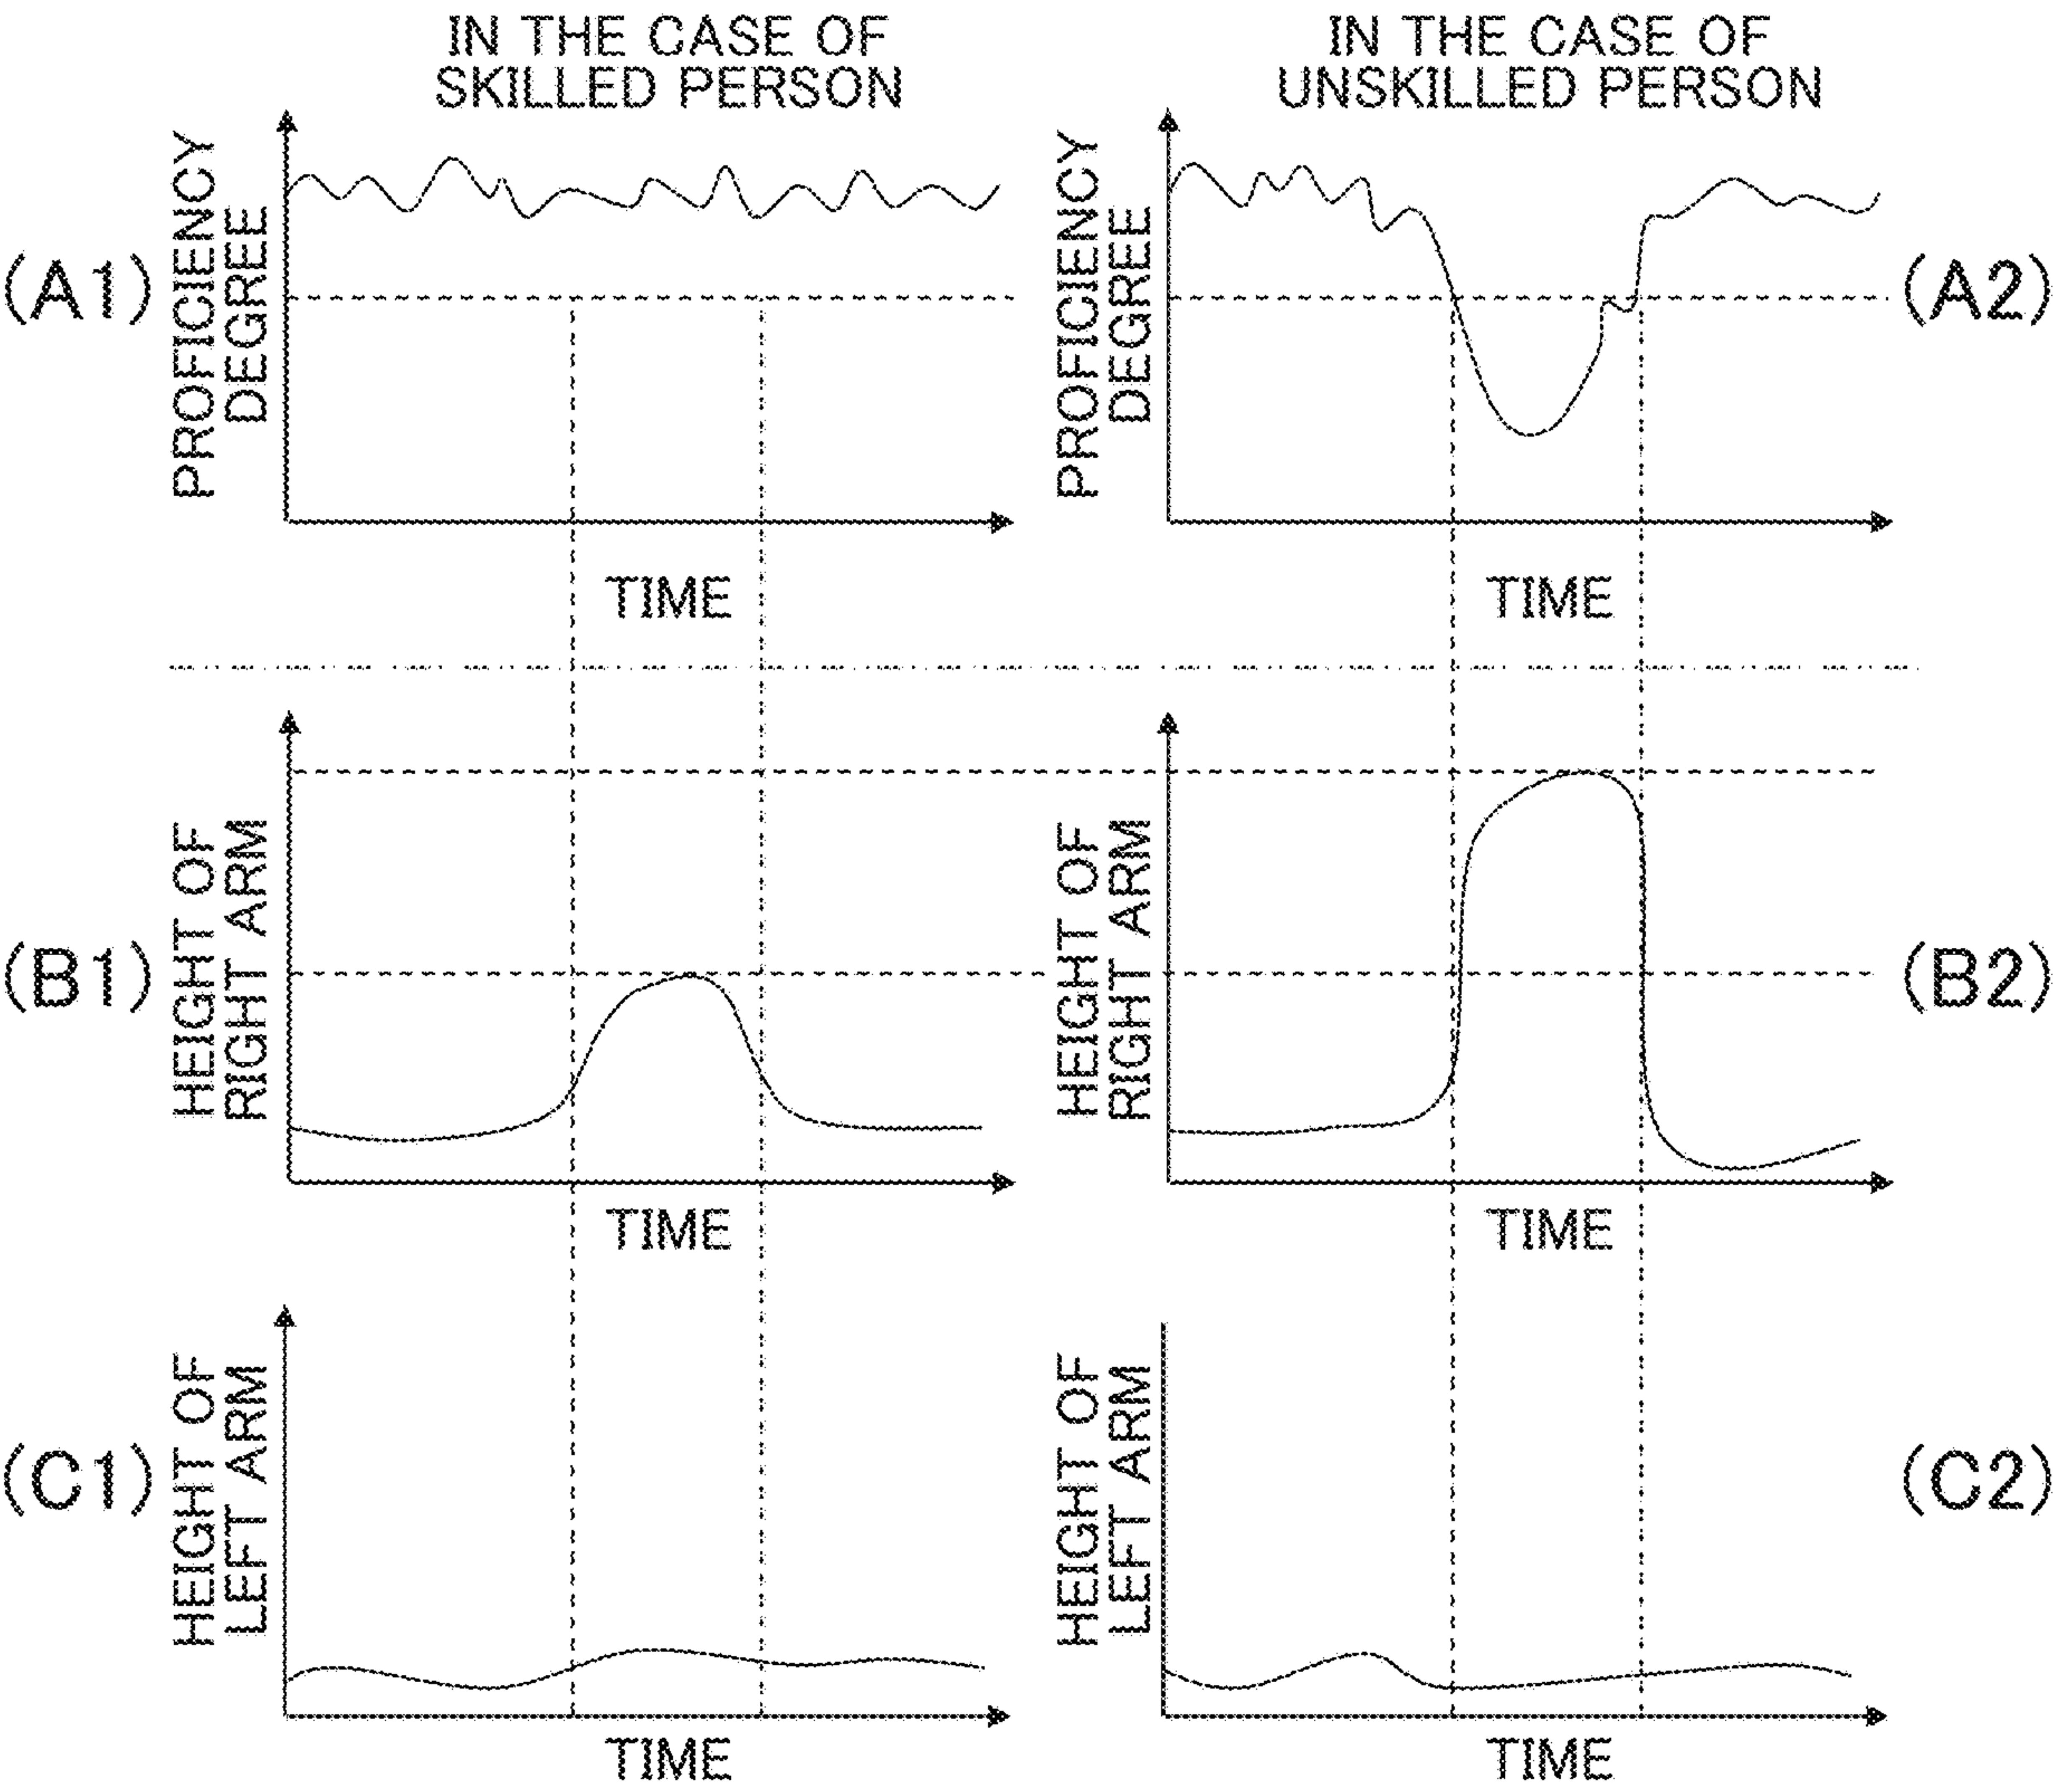 IN THE CASE OF
SKILLED PERSON
IN THE CASE OF
UNSKILLED PERSON
(A1)
PROFICIENCY
DEGREE
TIME
PROFICIENCY
DEGREE
TIME
(A2)
(B1)
HEIGHT OF
RIGHT ARM
TIME
HEIGHT OF
RIGHT ARM
TIME
(B2)
(C1)
HEIGHT OF
LEFT ARM
TIME
HEIGHT OF
LEFT ARM
TIME
(C2)